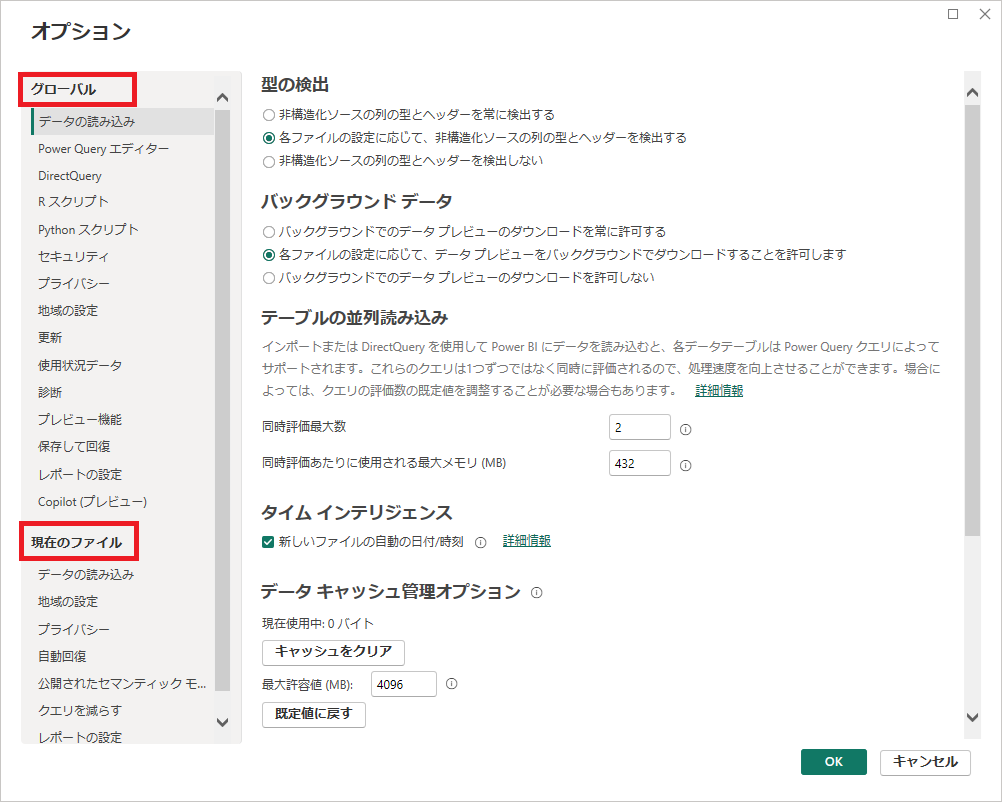 オプション
グローバル
データの読み込み
Power Query エディター
DirectQuery
R スクリプト
Python スクリプト
セキュリティ
プライバシー
地域の設定
更新
使用状況データ
診断
プレビュー機能
保存して回復
レポートの設定
Copilot (プレビュー)
現在のファイル
データの読み込み
地域の設定
プライバシー
自動回復
公開されたセマンティック モ...
クエリを減らす
レポートの設定
型の検出
非構造化ソースの列の型とヘッダーを常に検出する
各ファイルの設定に応じて、非構造化ソースの列の型とヘッダーを検出する
非構造化ソースの列の型とヘッダーを検出しない
バックグラウンド データ
バックグラウンドでのデータ プレビューのダウンロードを常に許可する
各ファイルの設定に応じて、データ プレビューをバックグラウンドでダウンロードすることを許可します
バックグラウンドでのデータ プレビューのダウンロードを許可しない
テーブルの並列読み込み
インポートまたは DirectQuery を使用して Power BI にデータを読み込むと、各データテーブルは Power Query クエリによって
サポートされます。これらのクエリは1つずつではなく同時に評価されるので、処理速度を向上させることができます。場合に
よっては、クエリの評価数の既定値を調整することが必要な場合もあります。 詳細情報
同時評価最大数 2
同時評価あたりに使用される最大メモリ (MB) 432
タイム インテリジェンス
新しいファイルの自動の日付/時刻 詳細情報
データ キャッシュ管理オプション
現在使用中: 0 バイト
キャッシュをクリア
最大許容値 (MB): 4096
既定値に戻す
OK キャンセル